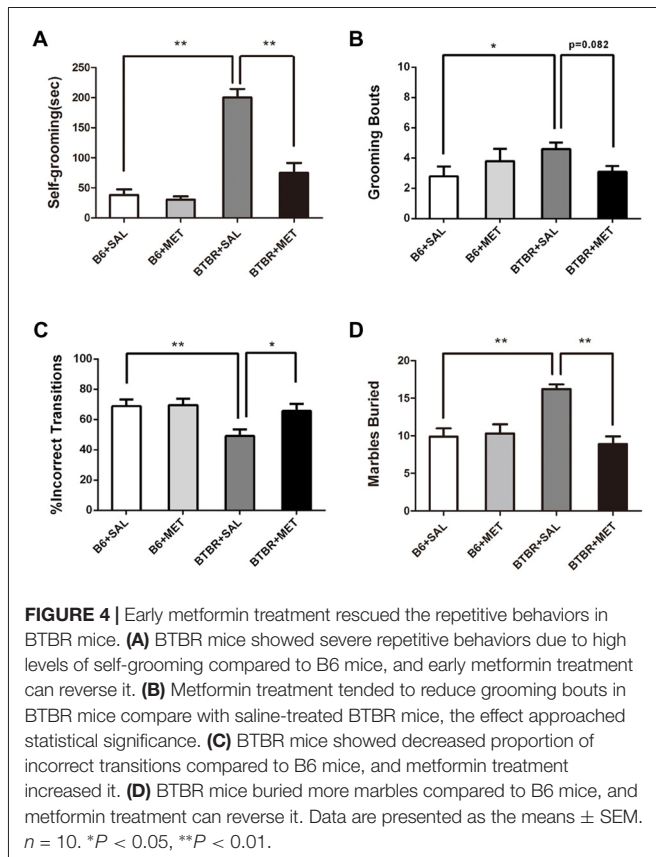 A
** **
Self-grooming(sec)
250
200
150
100
50
0
B6+SAL
B6+MET
BTBR+SAL
BTBR+MET
B
* p=0.082
Grooming Bouts
10
8
6
4
2
0
B6+SAL
B6+MET
BTBR+SAL
BTBR+MET
C
** *
%Incorrect Transitions
100
80
60
40
20
0
B6+SAL
B6+MET
BTBR+SAL
BTBR+MET
D
** **
Marbles Buried
20
15
10
5
0
B6+SAL
B6+MET
BTBR+SAL
BTBR+MET
FIGURE 4 | Early metformin treatment rescued the repetitive behaviors in
BTBR mice. (A) BTBR mice showed severe repetitive behaviors due to high
levels of self-grooming compared to B6 mice, and early metformin treatment
can reverse it. (B) Metformin treatment tended to reduce grooming bouts in
BTBR mice compare with saline-treated BTBR mice, the effect approached
statistical significance. (C) BTBR mice showed decreased proportion of
incorrect transitions compared to B6 mice, and metformin treatment
increased it. (D) BTBR mice buried more marbles compared to B6 mice, and
metformin treatment can reverse it. Data are presented as the means ± SEM.
n = 10. *P < 0.05, **P < 0.01.